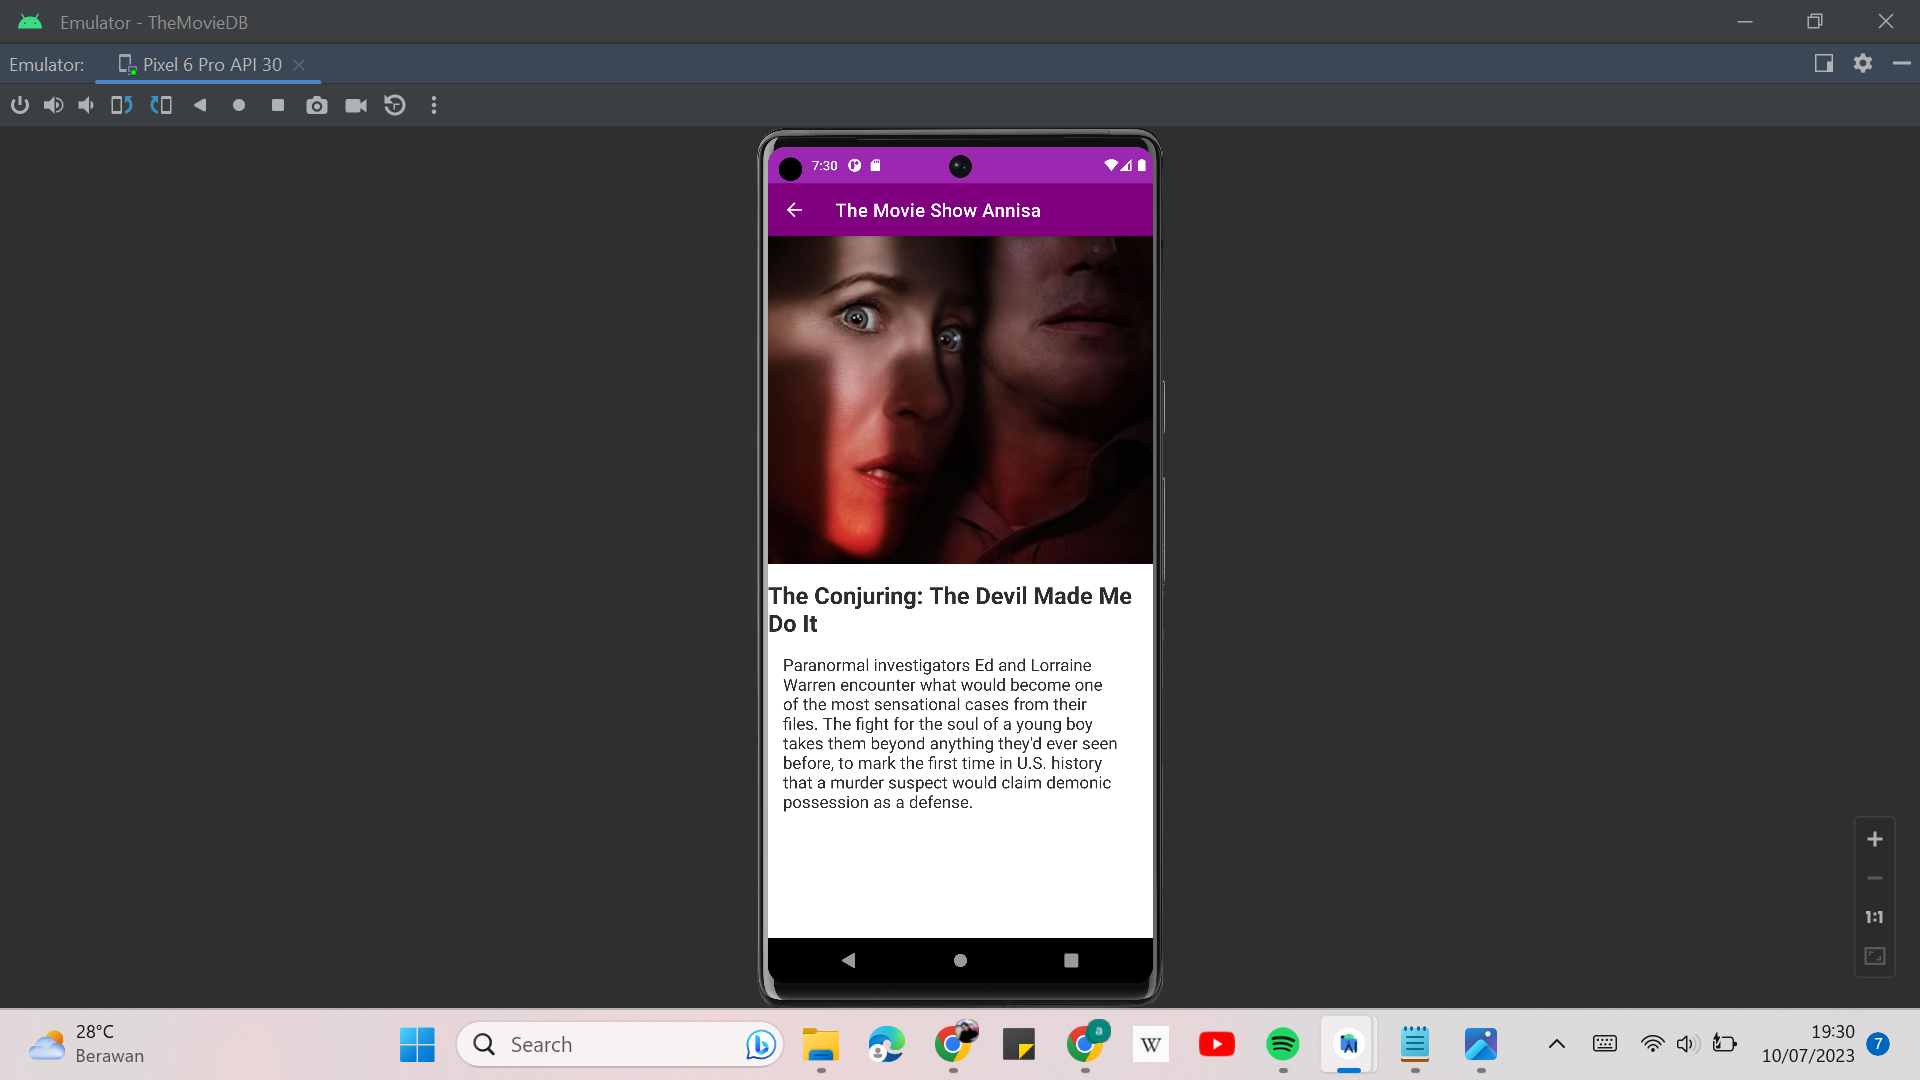 Emulator - TheMovieDB
Emulator:
Pixel 6 Pro API 30
7:30
The Movie Show Annisa
The Conjuring: The Devil Made Me
Do It
Paranormal investigators Ed and Lorraine
Warren encounter what would become one
of the most sensational cases from their
files. The fight for the soul of a young boy
takes them beyond anything they'd ever seen
before, to mark the first time in U.S. history
that a murder suspect would claim demonic
possession as a defense.
1:1
28°C
Berawan
Search
a
W
19:30
10/07/2023
7